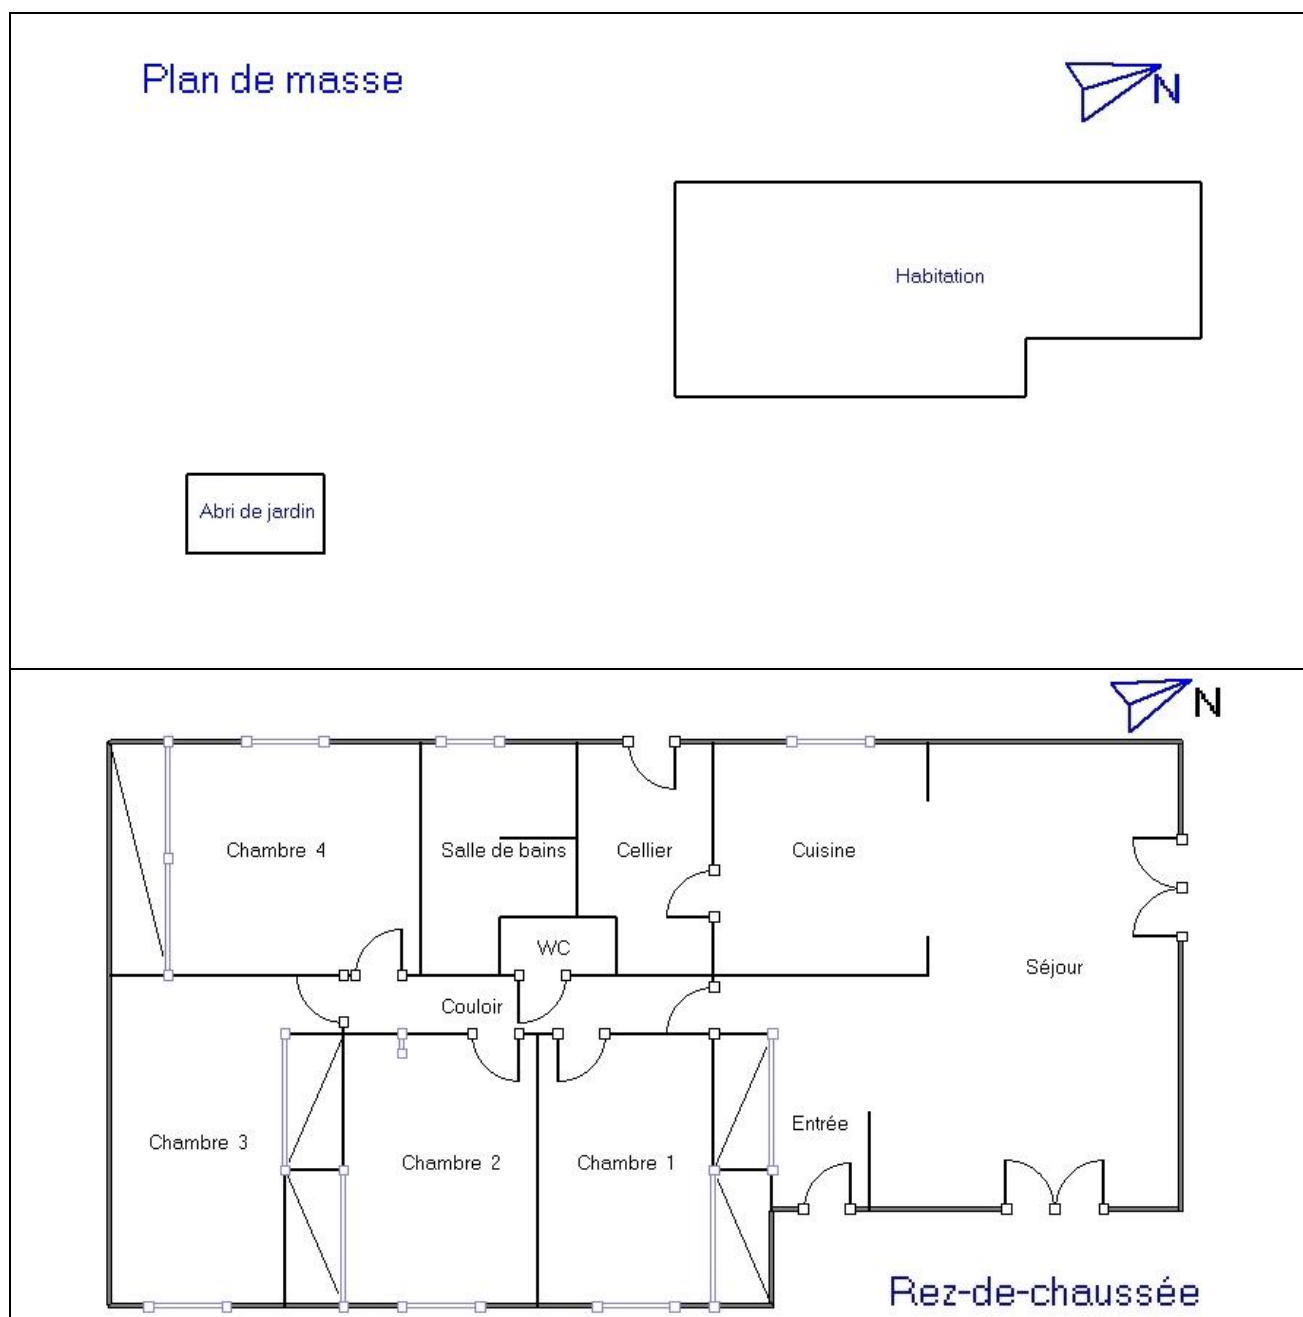 Plan de masse
N
Habitation
Abri de jardin
N
Chambre 4
Salle de bains
Cellier
Cuisine
WC
Séjour
Couloir
Entrée
Chambre 3
Chambre 2
Chambre 1
Rez-de-chaussée